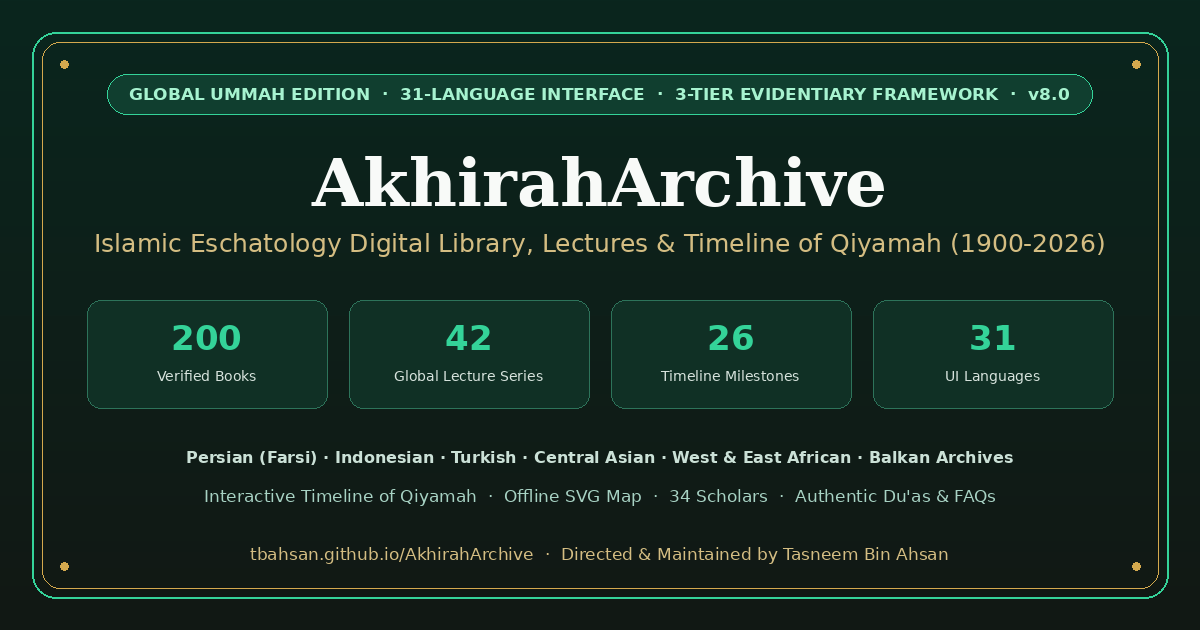 GLOBAL UMMAH EDITION · 31-LANGUAGE INTERFACE · 3-TIER EVIDENTIARY FRAMEWORK · v8.0
AkhirahArchive
Islamic Eschatology Digital Library, Lectures & Timeline of Qiyamah (1900-2026)
200
Verified Books
42
Global Lecture Series
26
Timeline Milestones
31
UI Languages
Persian (Farsi) · Indonesian · Turkish · Central Asian · West & East African · Balkan Archives
Interactive Timeline of Qiyamah · Offline SVG Map · 34 Scholars · Authentic Du'as & FAQs
tbahsan.github.io/AkhirahArchive · Directed & Maintained by Tasneem Bin Ahsan